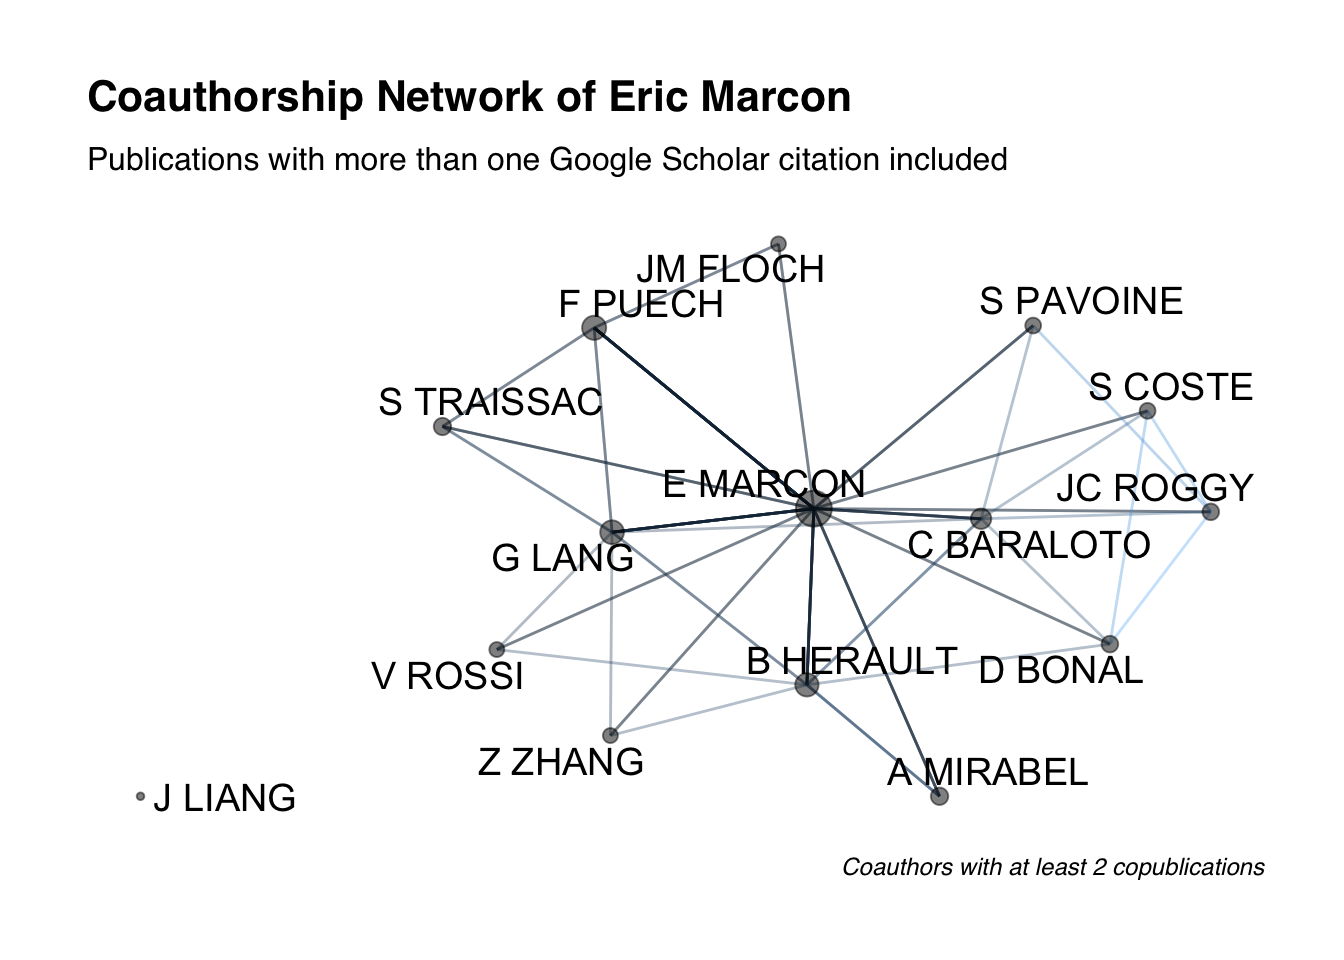 Coauthorship Network of Eric Marcon
Publications with more than one Google Scholar citation included
JM FLOCH
F PUECH
S PAVOINE
S COSTE
S TRAISSAC
E MARCON
JC ROGGY
C BARALOTO
G LANG
B HERAULT
D BONAL
V ROSSI
Z ZHANG
A MIRABEL
J LIANG
Coauthors with at least 2 copublications